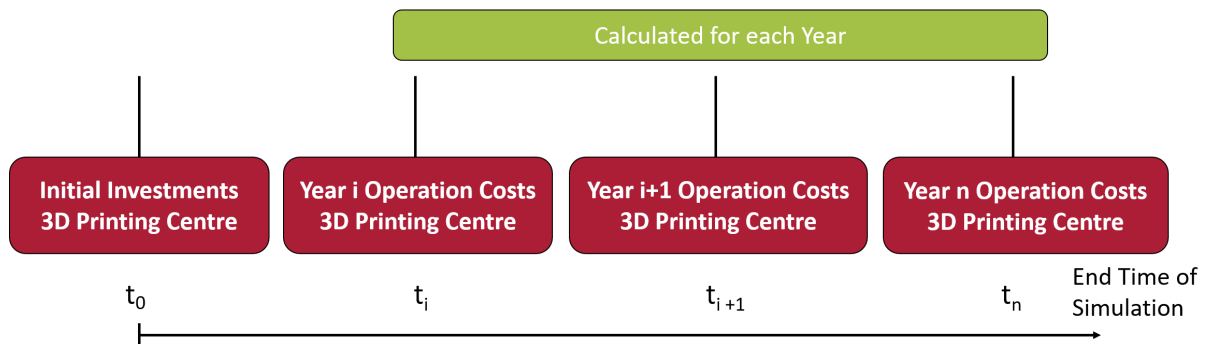 Calculated for each Year
Initial Investments
3D Printing Centre
Year i Operation Costs
3D Printing Centre
Year i+1 Operation Costs
3D Printing Centre
Year n Operation Costs
3D Printing Centre
t0
ti
ti +1
tn
End Time of
Simulation